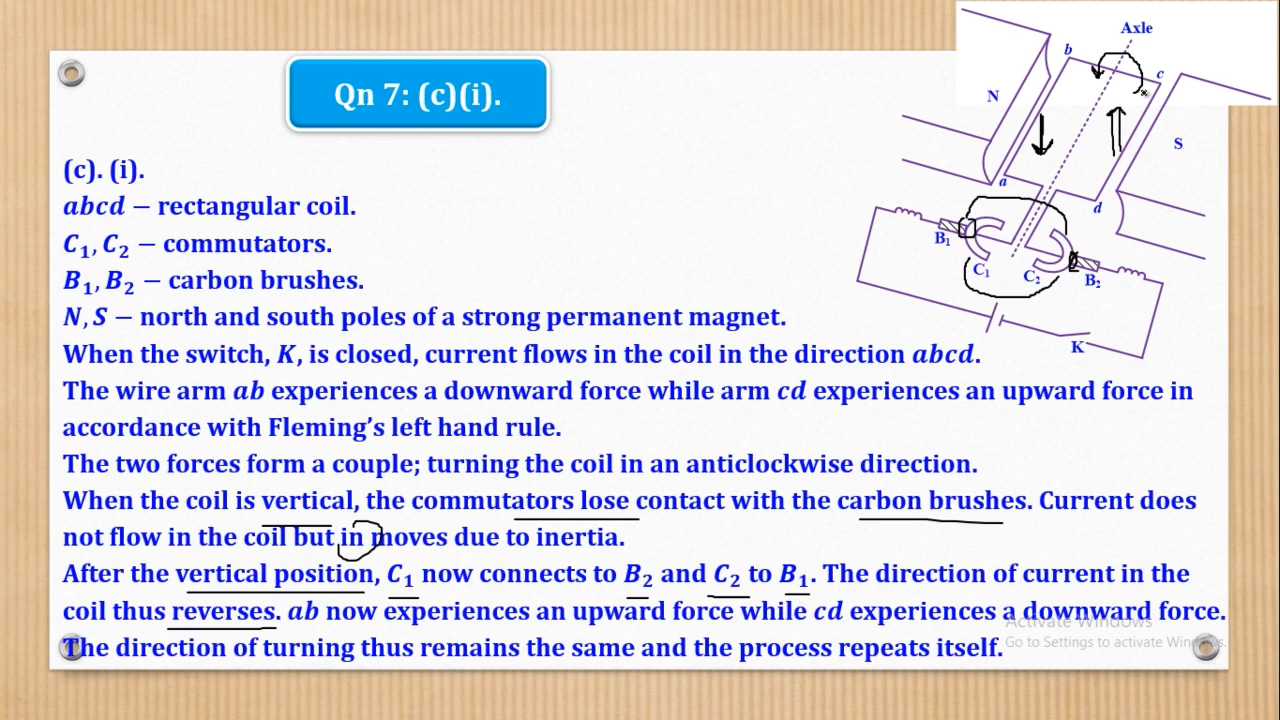 Qn 7: (c)(i).
Axle
b
c
N
S
a
d
B₁
C₁
C₂
B₂
K
(c). (i).
abcd − rectangular coil.
C₁, C₂ − commutators.
B₁, B₂ − carbon brushes.
N, S − north and south poles of a strong permanent magnet.
When the switch, K, is closed, current flows in the coil in the direction abcd.
The wire arm ab experiences a downward force while arm cd experiences an upward force in
accordance with Fleming's left hand rule.
The two forces form a couple; turning the coil in an anticlockwise direction.
When the coil is vertical, the commutators lose contact with the carbon brushes. Current does
not flow in the coil but in moves due to inertia.
After the vertical position, C₁ now connects to B₂ and C₂ to B₁. The direction of current in the
coil thus reverses. ab now experiences an upward force while cd experiences a downward force.
The direction of turning thus remains the same and the process repeats itself.
Activate Windows
Go to Settings to activate Windows.